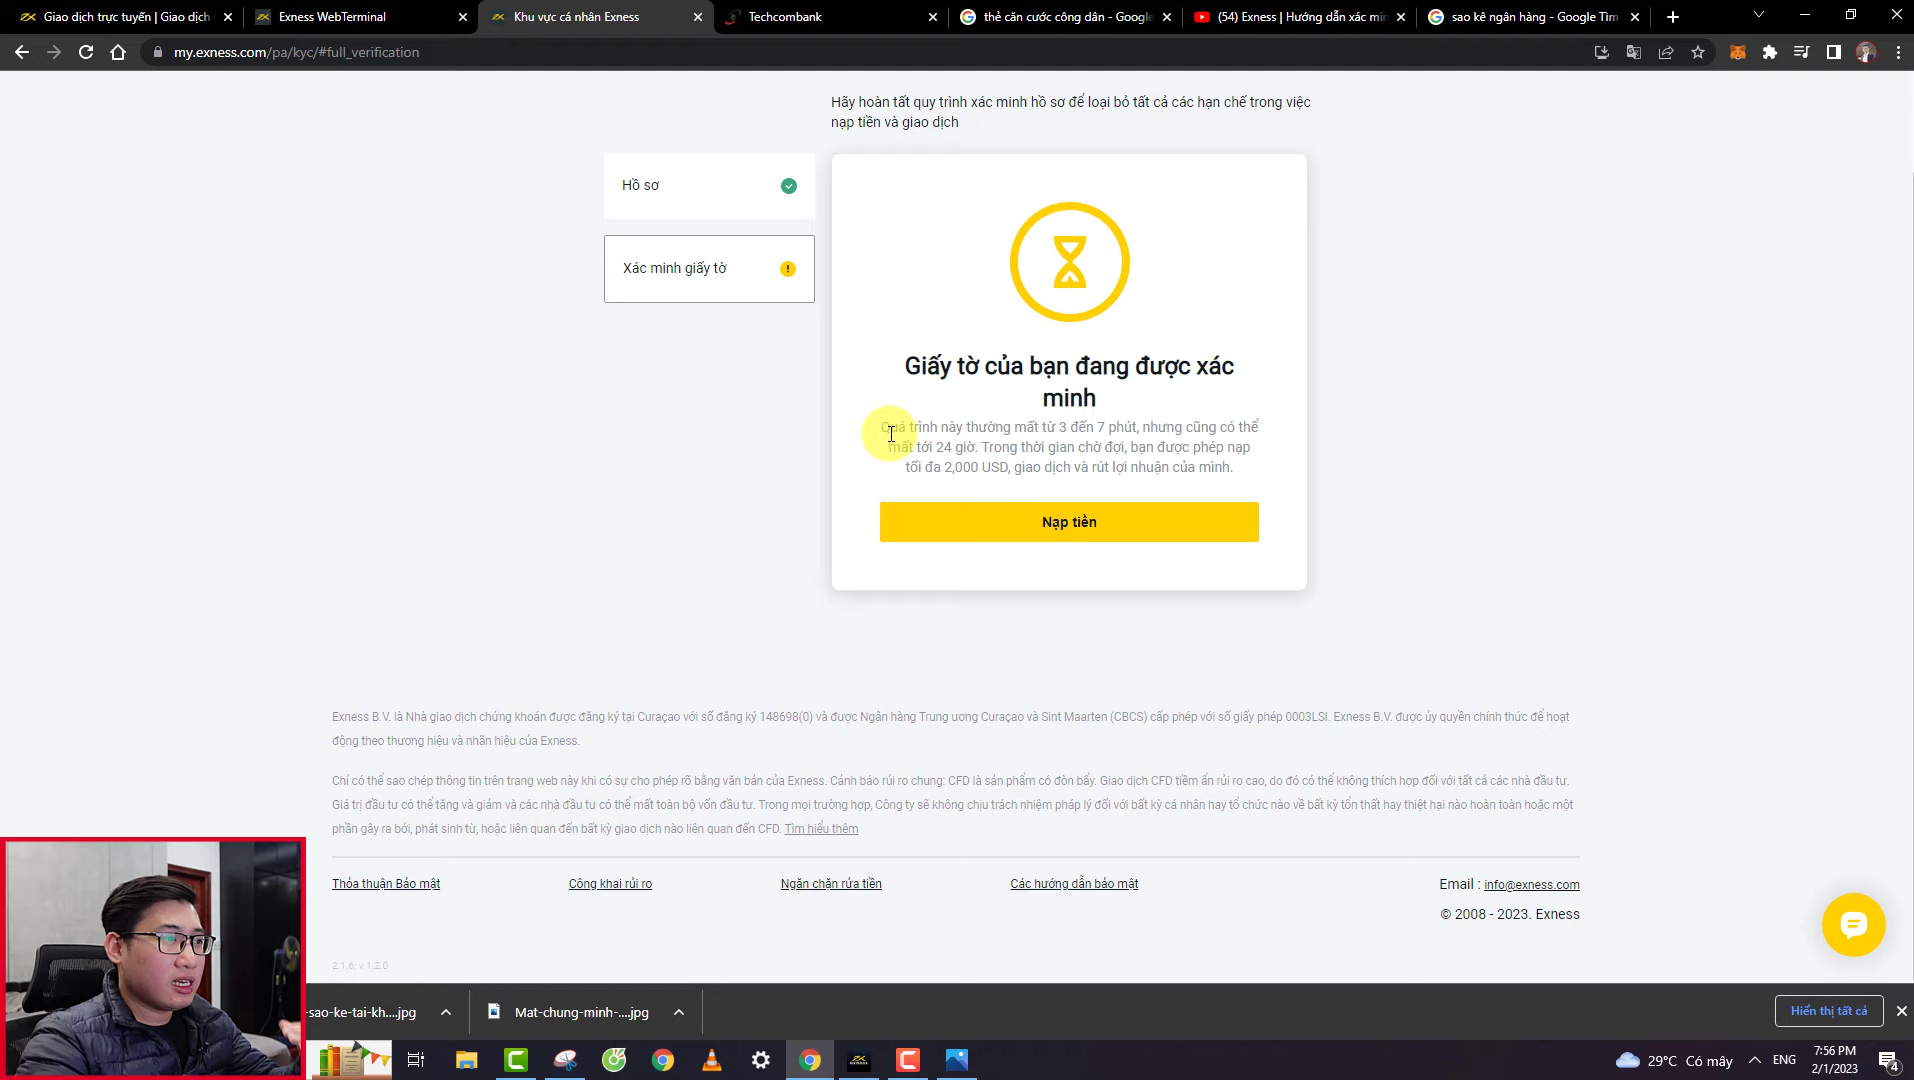 Giao dịch trực tuyến | Giao dịch
Exness WebTerminal
Khu vực cá nhân Exness
Techcombank
thẻ căn cước công dân - Google
(54) Exness | Hướng dẫn xác min
sao kê ngân hàng - Google Tìm
my.exness.com/pa/kyc/#full_verification
Hãy hoàn tất quy trình xác minh hồ sơ để loại bỏ tất cả các hạn chế trong việc
nạp tiền và giao dịch
Hồ sơ
Xác minh giấy tờ
Giấy tờ của bạn đang được xác
minh
Quá trình này thường mất từ 3 đến 7 phút, nhưng cũng có thể
mất tới 24 giờ. Trong thời gian chờ đợi, bạn được phép nạp
tối đa 2,000 USD, giao dịch và rút lợi nhuận của mình.
Nạp tiền
Exness B.V. là Nhà giao dịch chứng khoán được đăng ký tại Curaçao với số đăng ký 148698(0) và được Ngân hàng Trung ương Curaçao và Sint Maarten (CBCS) cấp phép với số giấy phép 0003LSI. Exness B.V. được ủy quyền chính thức để hoạt
động theo thương hiệu và nhãn hiệu của Exness.
Chỉ có thể sao chép thông tin trên trang web này khi có sự cho phép rõ bằng văn bản của Exness. Cảnh báo rủi ro chung: CFD là sản phẩm có đòn bẩy. Giao dịch CFD tiềm ẩn rủi ro cao, do đó có thể không thích hợp đối với tất cả các nhà đầu tư.
Giá trị đầu tư có thể tăng và giảm và các nhà đầu tư có thể mất toàn bộ vốn đầu tư. Trong mọi trường hợp, Công ty sẽ không chịu trách nhiệm pháp lý đối với bất kỳ cá nhân hay tổ chức nào về bất kỳ tổn thất hay thiệt hại nào hoàn toàn hoặc một
phần gây ra bởi, phát sinh từ, hoặc liên quan đến bất kỳ giao dịch nào liên quan đến CFD. Tìm hiểu thêm
Thỏa thuận Bảo mật
Công khai rủi ro
Ngăn chặn rửa tiền
Các hướng dẫn bảo mật
Email : info@exness.com
© 2008 - 2023. Exness
2.1.6; v 1.2.0
-sao-ke-tai-kh....jpg
Mat-chung-minh-....jpg
Hiển thị tất cả
29°C Có mây
ENG
7:56 PM
2/1/2023
4